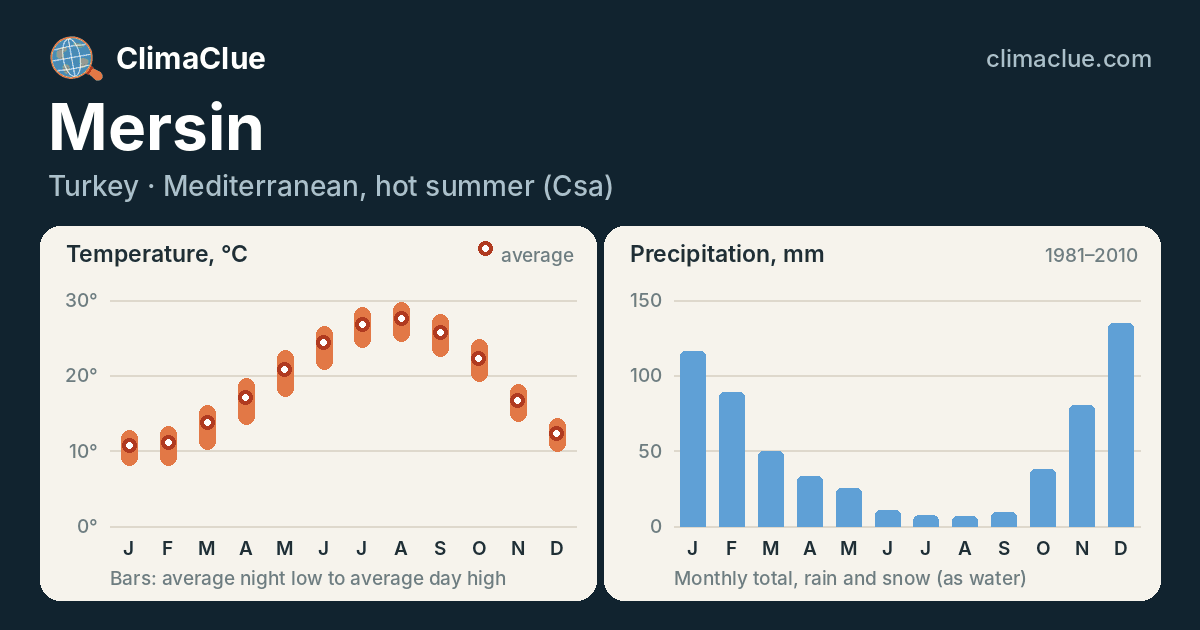 ClimaClue
climaclue.com
Mersin
Turkey · Mediterranean, hot summer (Csa)
Temperature, °C
average
30°
20°
10°
0°
J F M A M J J A S O N D
Bars: average night low to average day high
Precipitation, mm
1981–2010
150
100
50
0
J F M A M J J A S O N D
Monthly total, rain and snow (as water)